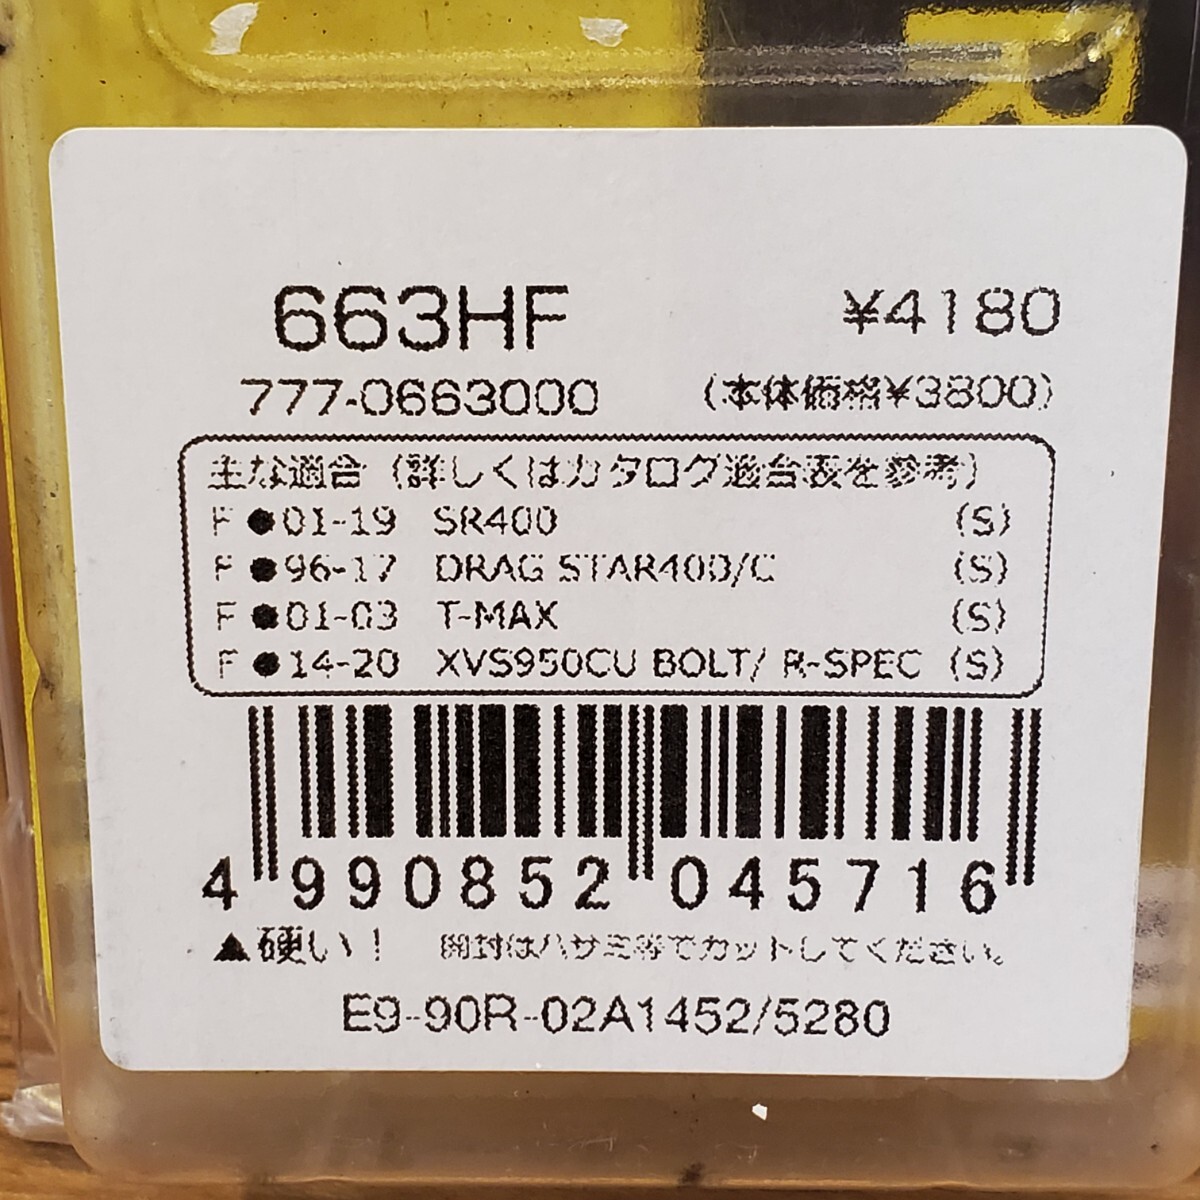 R
663HF ¥4180
777-0663000 (本体価格¥3800)
主な適合 (詳しくはカタログ適合表を参考)
F ●01-19 SR400 (S)
F ●96-17 DRAG STAR400/C (S)
F ●01-03 T-MAX (S)
F ●14-20 XVS950CU BOLT/ R-SPEC (S)
4 990852 045716
▲硬い! 開封はハサミ等でカットしてください。
E9-90R-02A1452/5280